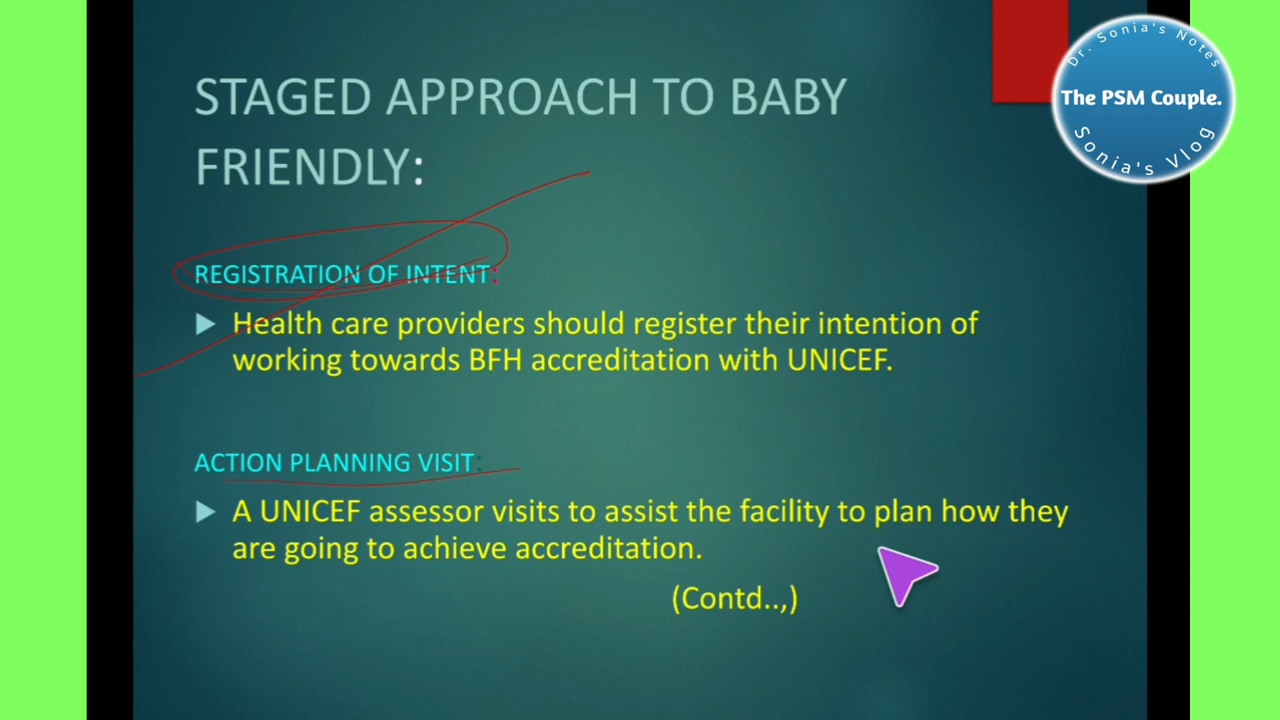 STAGED APPROACH TO BABY
FRIENDLY:
Dr. Sonia's Notes
The PSM Couple.
Sonia's Vlog
REGISTRATION OF INTENT:
Health care providers should register their intention of
working towards BFH accreditation with UNICEF.
ACTION PLANNING VISIT:
A UNICEF assessor visits to assist the facility to plan how they
are going to achieve accreditation.
(Contd..,)